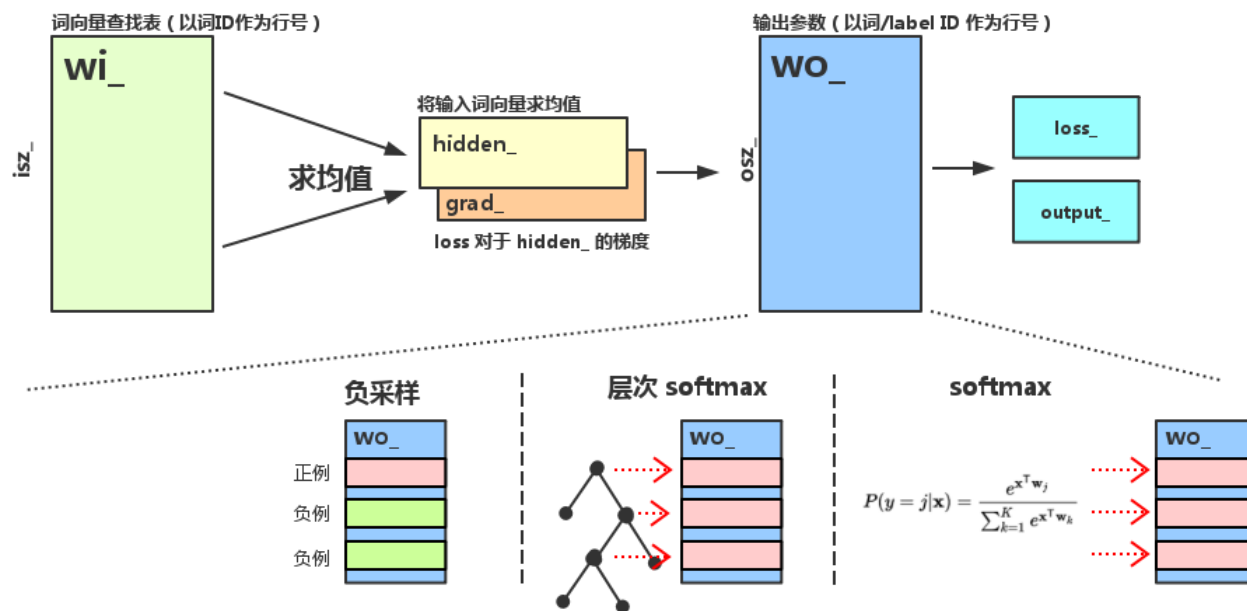 词向量查找表（以词ID作为行号）
输出参数（以词/label ID 作为行号）
wi_
isz_
求均值
将输入词向量求均值
hidden_
grad_
loss 对于 hidden_ 的梯度
wo_
osz_
loss_
output_
负采样
wo_
正例
负例
负例
层次 softmax
wo_
softmax
P(y = j|x) = e^{x^T w_j} / ∑_{k=1}^{K} e^{x^T w_k}
wo_